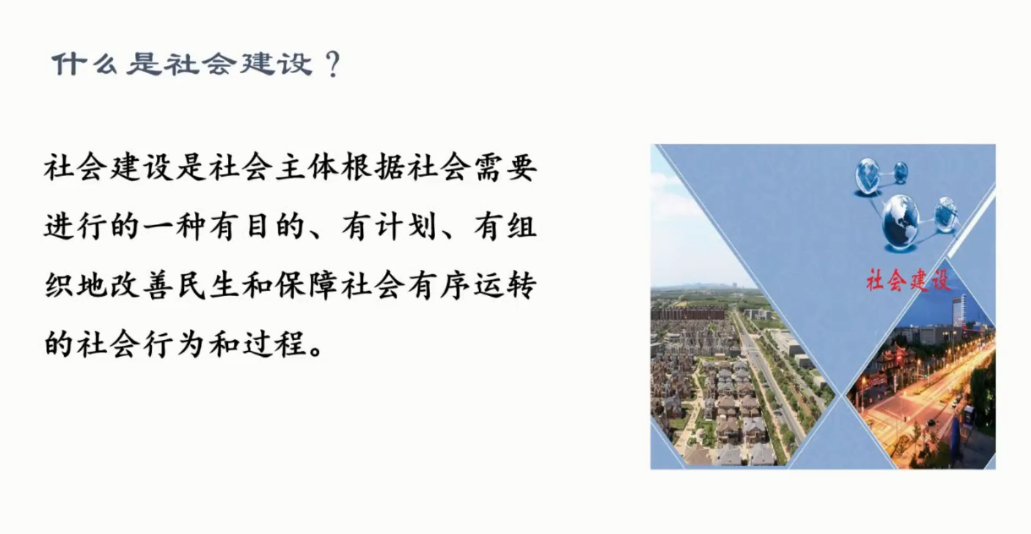 什么是社会建设？
社会建设是社会主体根据社会需要
进行的一种有目的、有计划、有组
织地改善民生和保障社会有序运转
的社会行为和过程。
社会建设